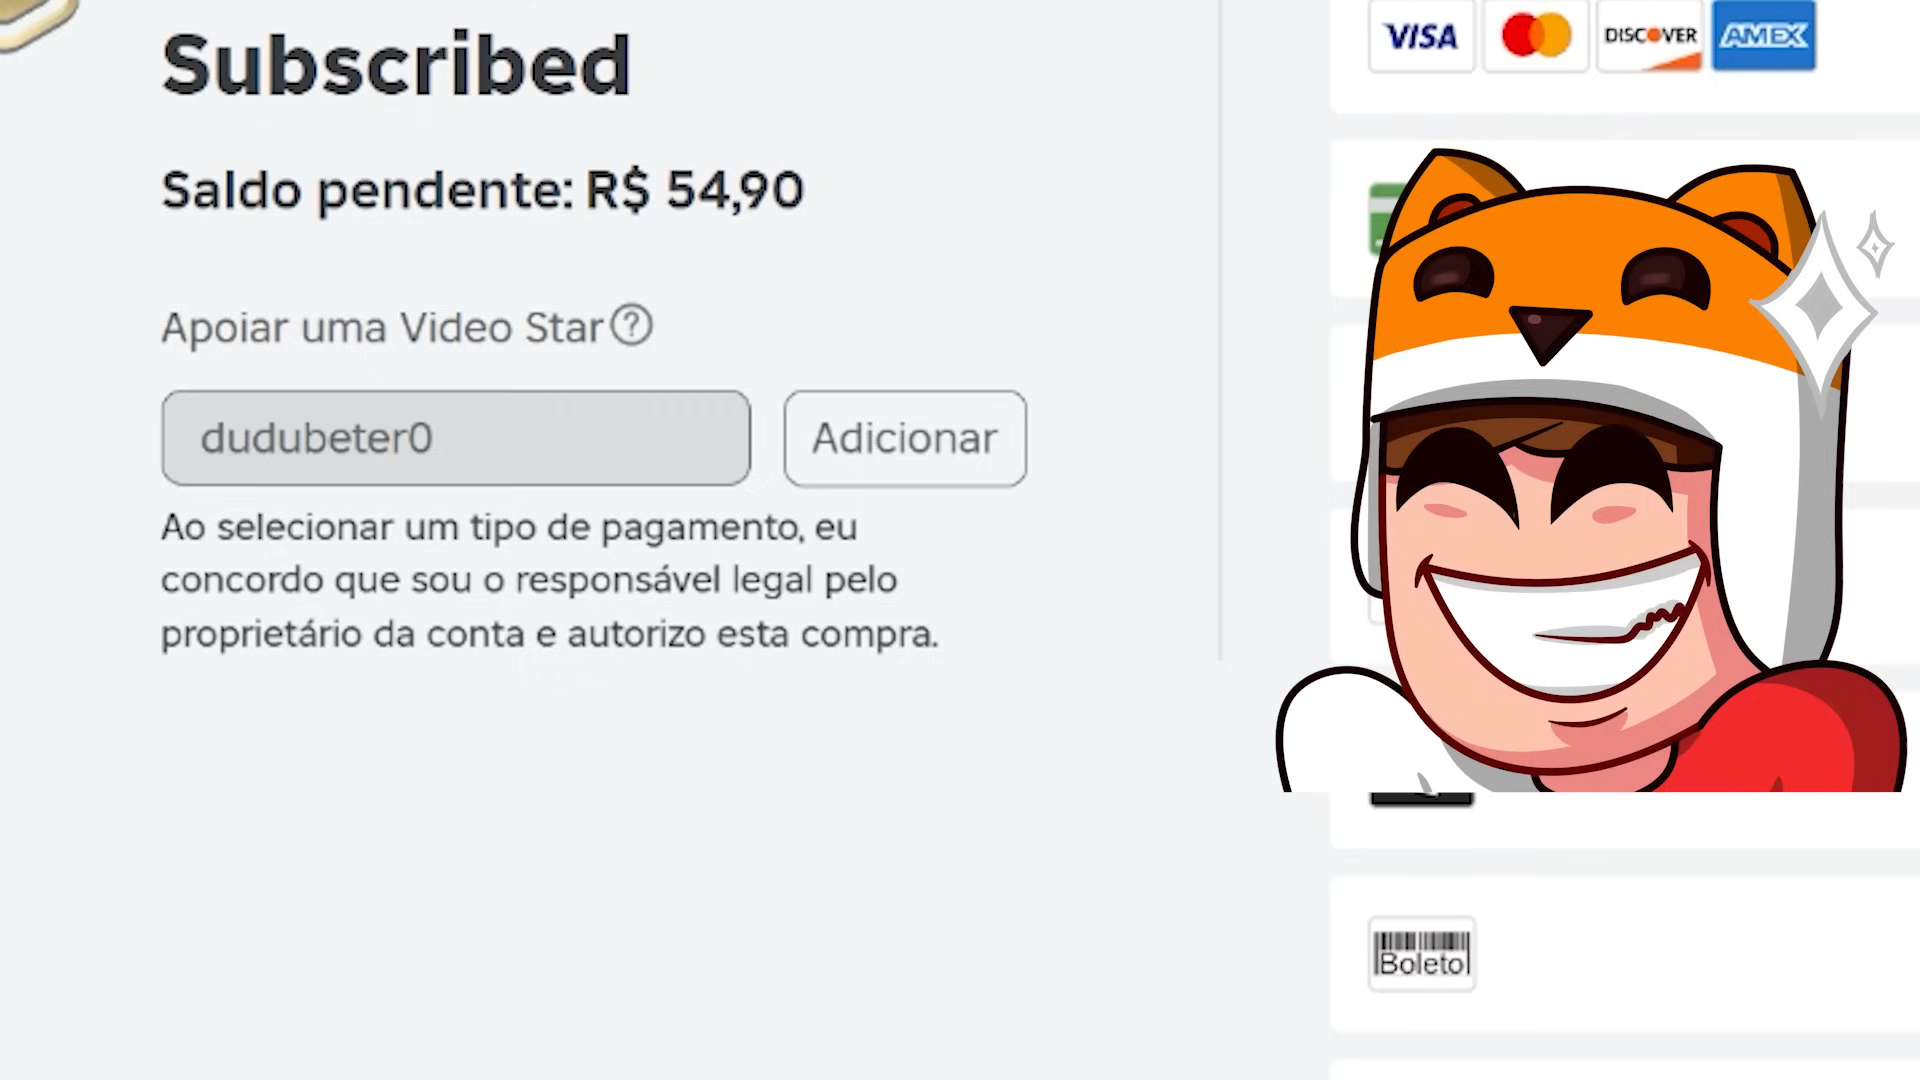 Subscribed
Saldo pendente: R$ 54,90
Apoiar uma Video Star ?
dudubeter0
Adicionar
Ao selecionar um tipo de pagamento, eu
concordo que sou o responsável legal pelo
proprietário da conta e autorizo esta compra.
VISA
DISCOVER
AMEX
Boleto